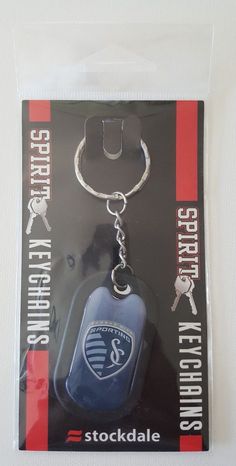 SPIRIT KEYCHAINS
SPIRIT KEYCHAINS
SPORTING
stockdale